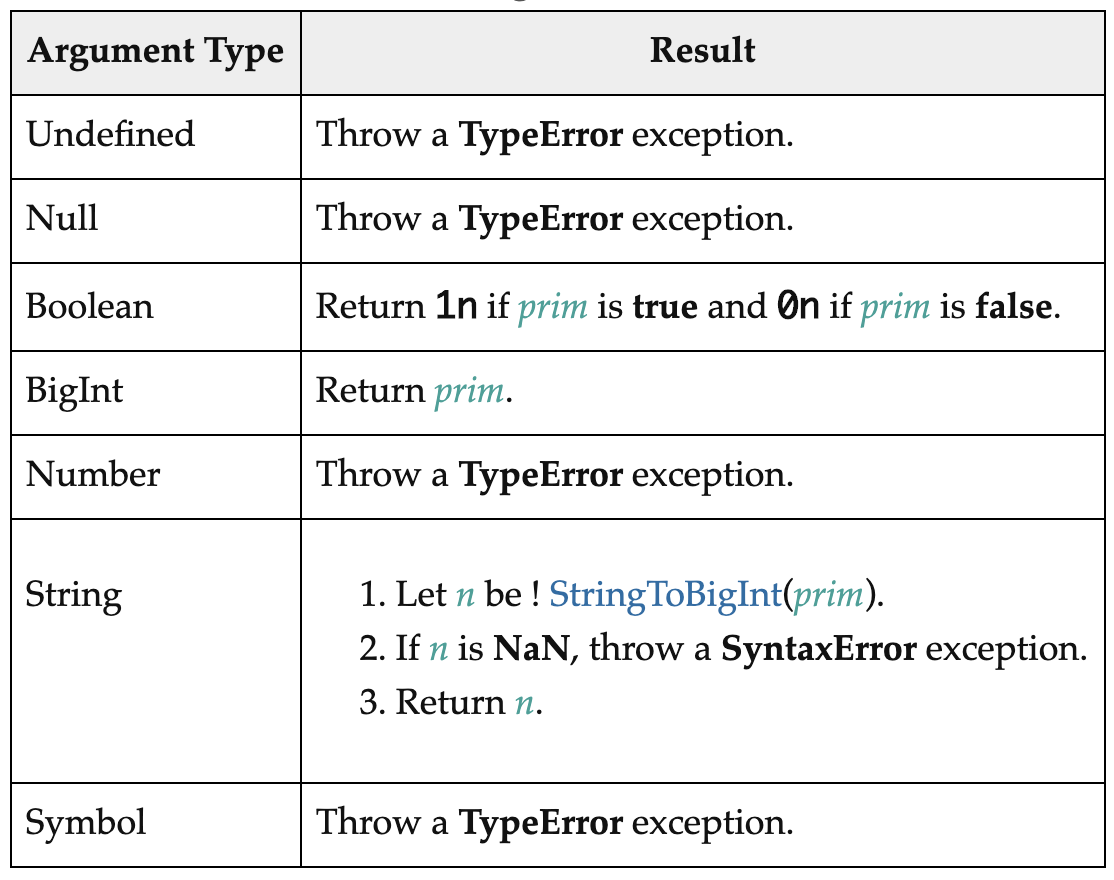 Argument Type Result
Undefined Throw a TypeError exception.
Null Throw a TypeError exception.
Boolean Return 1n if prim is true and 0n if prim is false.
BigInt Return prim.
Number Throw a TypeError exception.
String 1. Let n be ! StringToBigInt(prim).
2. If n is NaN, throw a SyntaxError exception.
3. Return n.
Symbol Throw a TypeError exception.